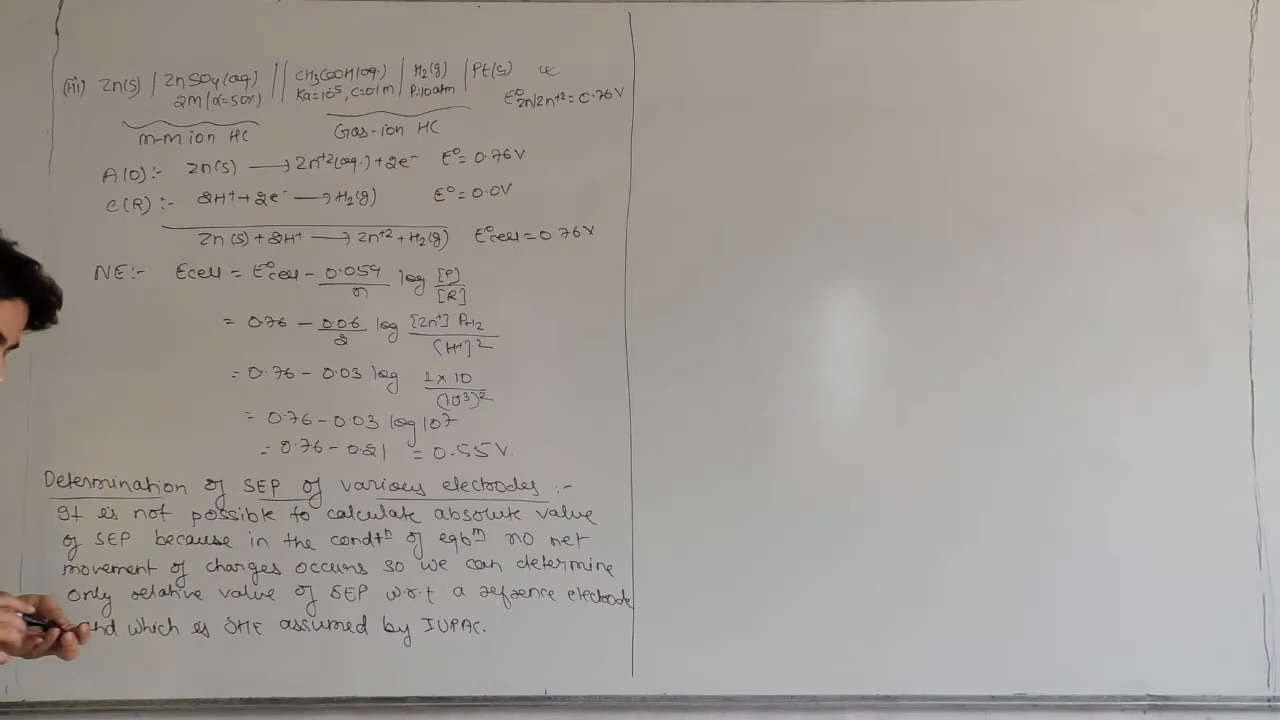 (iii) Zn(s) | ZnSO4(aq) || CH3COOH(aq.) | H2(g) | Pt(s)
2M(α=50%) Ka=10-5, C=0.1M P=10atm E°Zn/Zn+2=0.76V
m-m ion HC Gas-ion HC
A(O):- Zn(s) ⟶ Zn+2(aq.)+2e- E°=0.76V
C(R):- 2H++2e- ⟶ H2(g) E°=0.0V
Zn(s)+2H+ ⟶ Zn+2+H2(g) E°cell=0.76V
NE:- Ecell = E°cell - 0.059/n log [P]/[R]
= 0.76 - 0.06/2 log [Zn+] PH2/[H+]2
= 0.76 - 0.03 log 1×10/(103)2
= 0.76 - 0.03 log 107
= 0.76 - 0.21 = 0.55V
Determination of SEP of various electrodes :-
It is not possible to calculate absolute value
of SEP because in the condtn of eqbm no net
movement of charges occurs so we can determine
only relative value of SEP w.r.t a reference electrode
and which is SHE assumed by IUPAC.